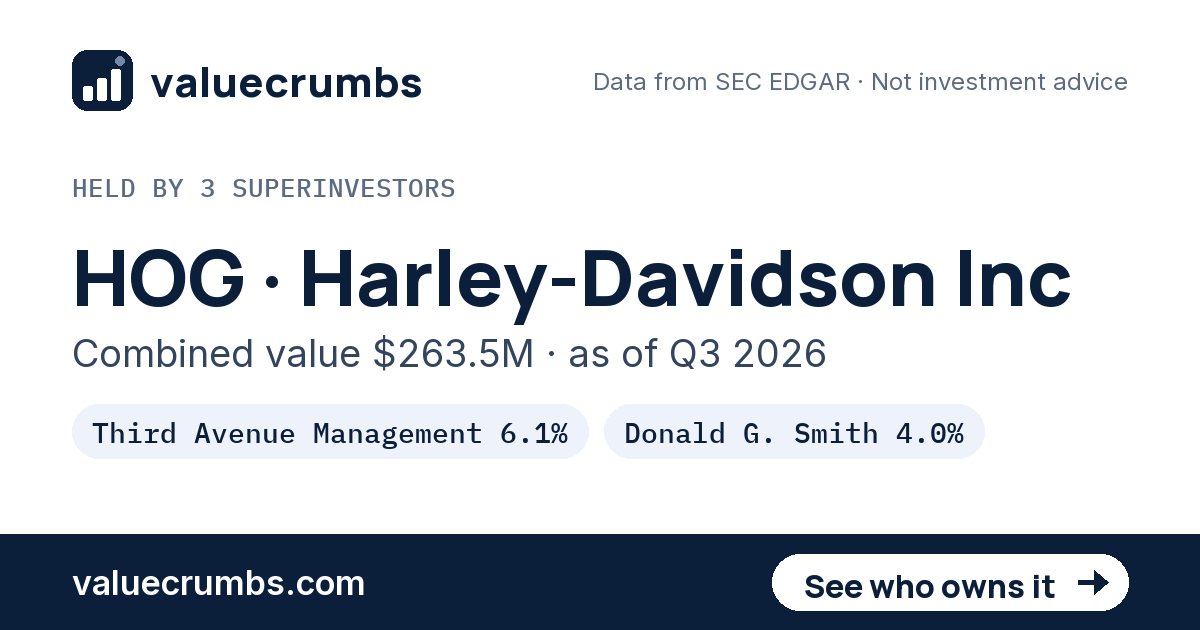 valuecrumbs
Data from SEC EDGAR · Not investment advice
HELD BY 3 SUPERINVESTORS
HOG · Harley-Davidson Inc
Combined value $263.5M · as of Q3 2026
Third Avenue Management 6.1%
Donald G. Smith 4.0%
valuecrumbs.com
See who owns it →